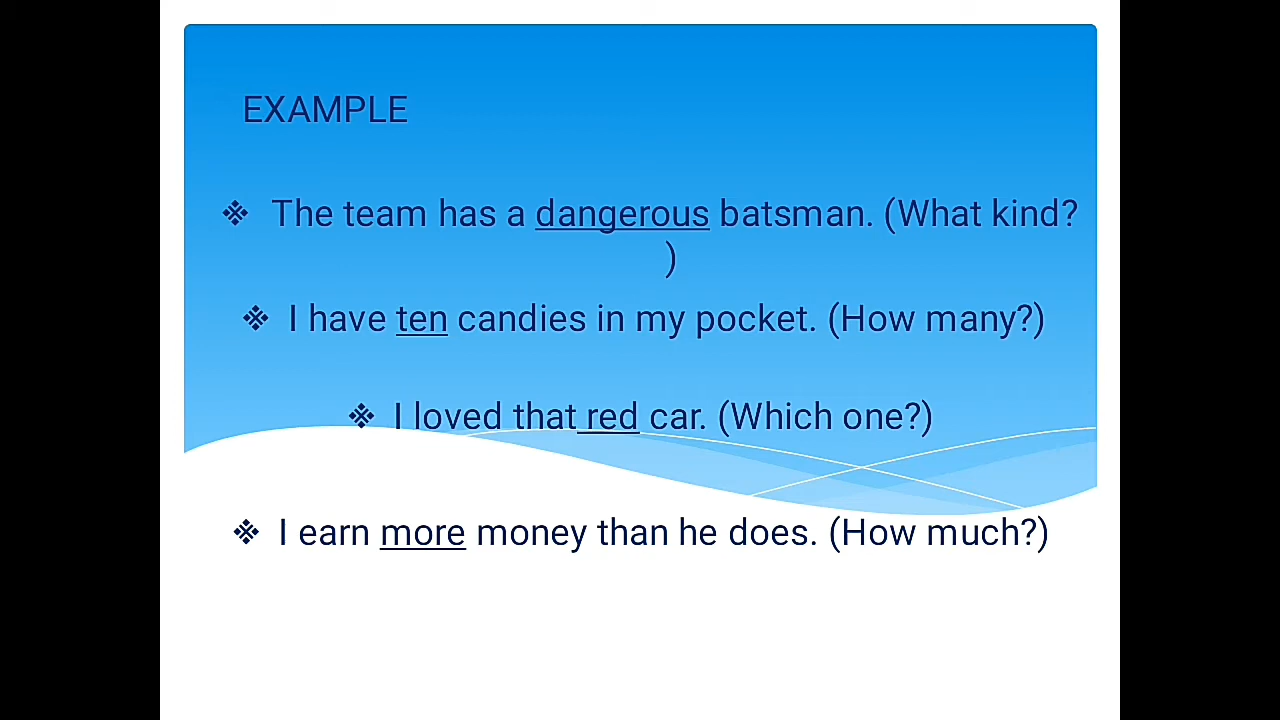 EXAMPLE
❖ The team has a dangerous batsman. (What kind?
)
❖ I have ten candies in my pocket. (How many?)
❖ I loved that red car. (Which one?)
❖ I earn more money than he does. (How much?)